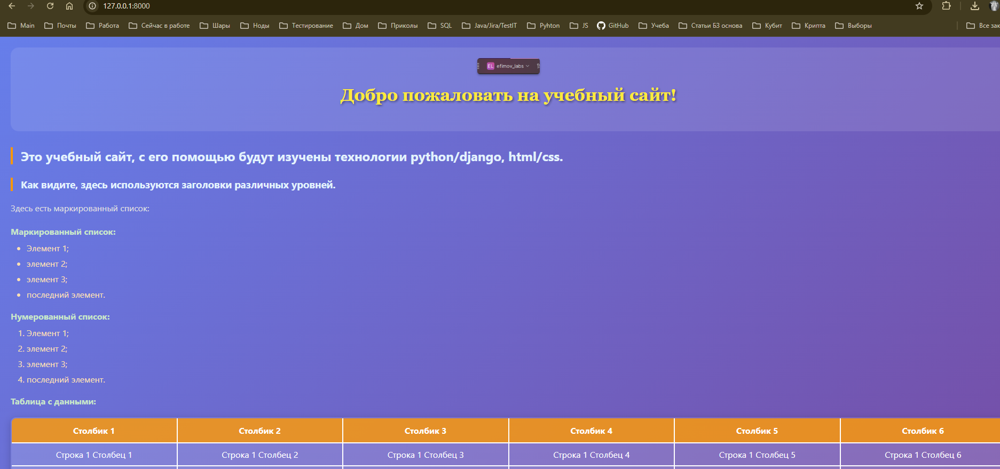 127.0.0.1:8000
Main Почты Работа Сейчас в работе Шары Ноды Тестирование Дом Приколы SQL Java/Jira/TestIT Pyhton JS GitHub Учеба Статьи БЗ основа Кубит Крипта Выборы Все зак
EL efimov_labs
Добро пожаловать на учебный сайт!
Это учебный сайт, с его помощью будут изучены технологии python/django, html/css.
Как видите, здесь используются заголовки различных уровней.
Здесь есть маркированный список:
Маркированный список:
• Элемент 1;
• элемент 2;
• элемент 3;
• последний элемент.
Нумерованный список:
1. Элемент 1;
2. элемент 2;
3. элемент 3;
4. последний элемент.
Таблица с данными:
Столбик 1 Столбик 2 Столбик 3 Столбик 4 Столбик 5 Столбик 6
Строка 1 Столбец 1 Строка 1 Столбец 2 Строка 1 Столбец 3 Строка 1 Столбец 4 Строка 1 Столбец 5 Строка 1 Столбец 6